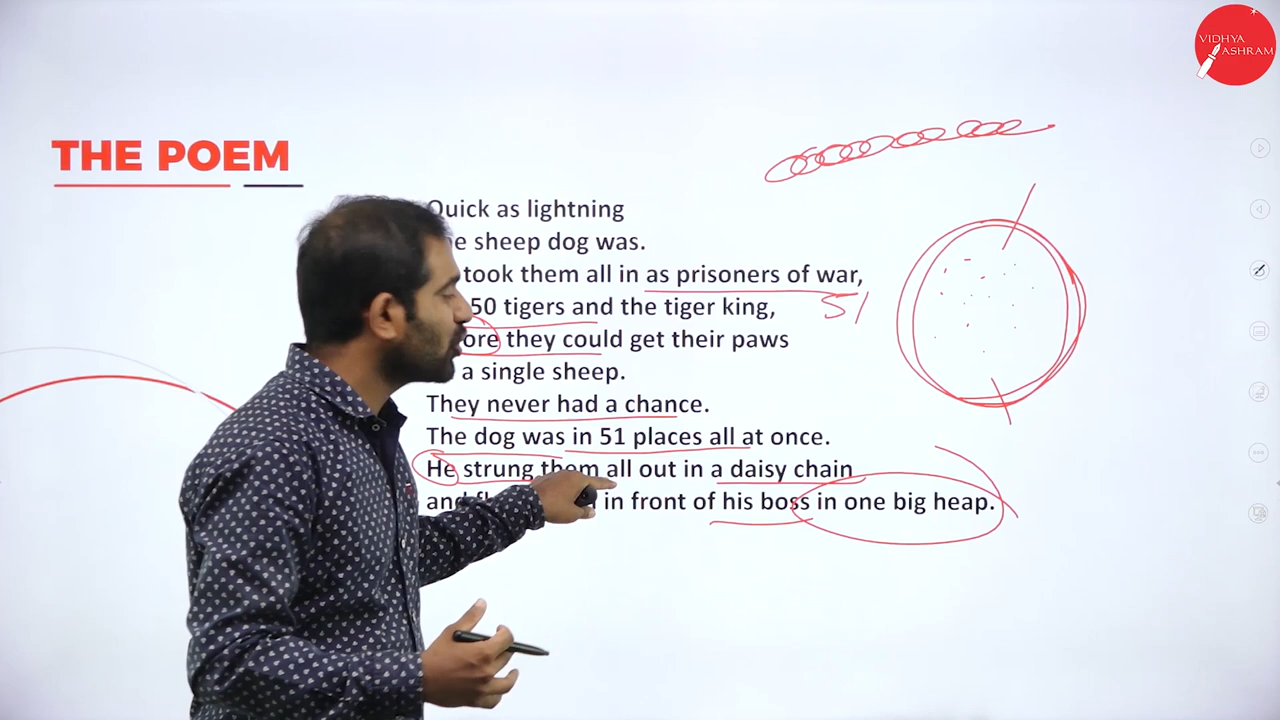 VIDHYA
ASHRAM
THE POEM
Quick as lightning
sheep dog was.
took them all in as prisoners of war,
50 tigers and the tiger king,
51
they could get their paws
a single sheep.
They never had a chance.
The dog was in 51 places all at once.
He strung them all out in a daisy chain
and in front of his boss in one big heap.